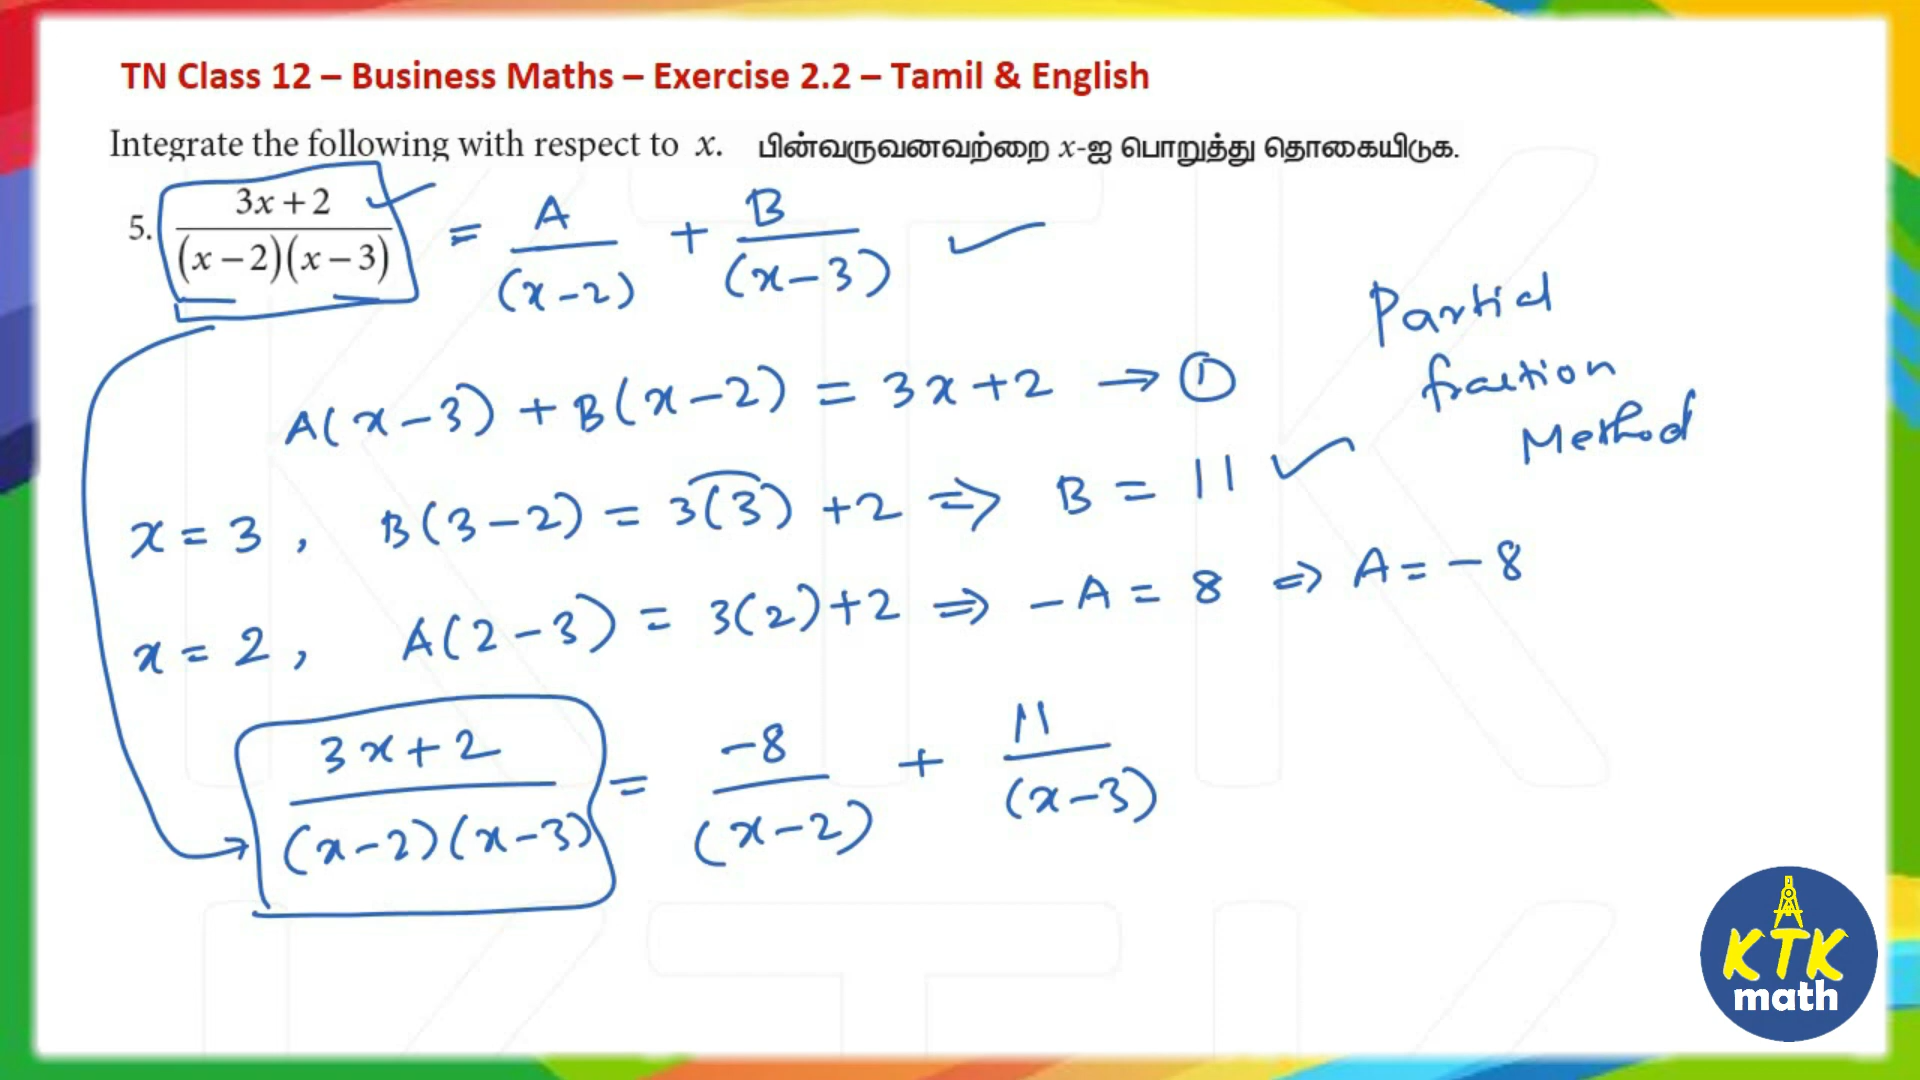 TN Class 12 – Business Maths – Exercise 2.2 – Tamil & English
Integrate the following with respect to x. பின்வருவனவற்றை x-ஐ பொறுத்து தொகையிடுக.
5. (3x + 2)/((x – 2)(x – 3)) = A/(x-2) + B/(x-3) ✓
Partial
fraction
Method
A(x-3) + B(x-2) = 3x+2 → ①
x = 3, B(3-2) = 3(3) +2 ⇒ B = 11 ✓
x = 2, A(2-3) = 3(2)+2 ⇒ -A = 8 ⇒ A = -8
(3x+2)/((x-2)(x-3)) = -8/(x-2) + 11/(x-3)
KTK
math